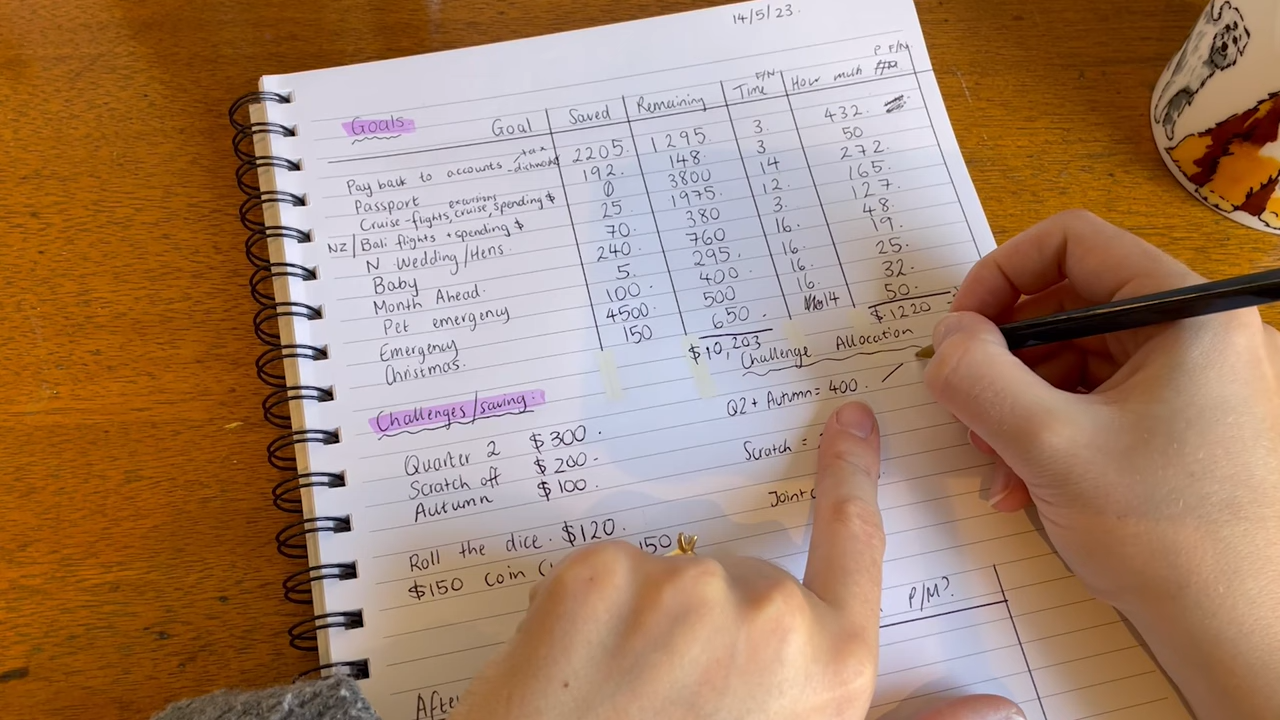 14/5/23.
Goals. Goal Saved Remaining Time F/N How much P F/N
Pay back to accounts - tax 2205. 1295. 3. 432.
Passport 192. 148. 3 50
Cruise - flights, cruise, spending $ excursions 0 3800 14 272.
NZ | Bali flights + spending $ 25. 1975. 12. 165.
N Wedding/Hens. 70. 380 3. 127.
Baby 240. 760 16. 48.
Month Ahead. 5. 295. 16. 19.
Pet emergency 100. 400. 16. 25.
Emergency 4500. 500 16. 32.
Christmas. 150 650. 14 50.
$10,203 $1220
Challenge Allocation
Challenges/saving.
Q2 + Autumn = 400.
Quarter 2 $300.
Scratch =
Scratch off $200.
Autumn $100.
Roll the dice. $120.
$150 Coin 150
P/M?